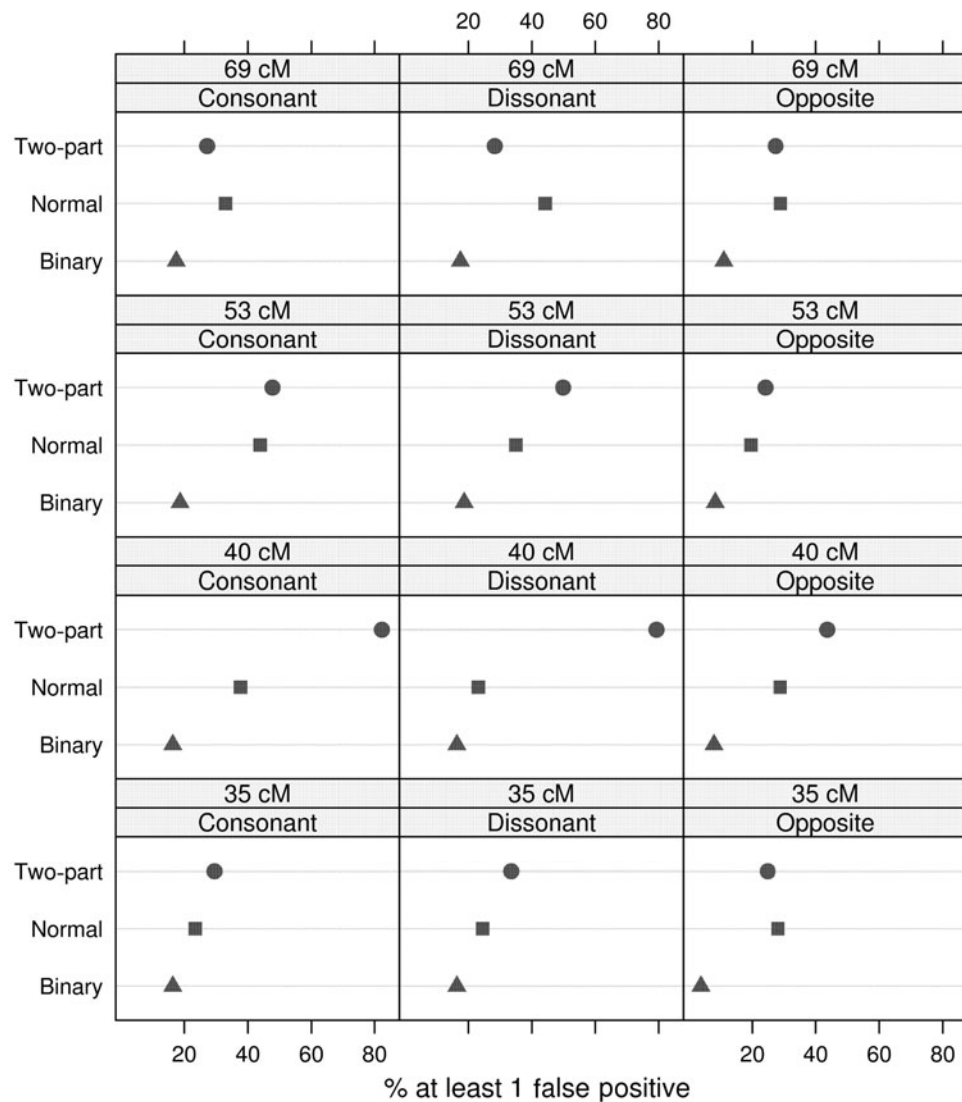 20 40 60 80
69 cM 69 cM 69 cM
Consonant Dissonant Opposite
Two-part
Normal
Binary
53 cM 53 cM 53 cM
Consonant Dissonant Opposite
Two-part
Normal
Binary
40 cM 40 cM 40 cM
Consonant Dissonant Opposite
Two-part
Normal
Binary
35 cM 35 cM 35 cM
Consonant Dissonant Opposite
Two-part
Normal
Binary
20 40 60 80 20 40 60 80
% at least 1 false positive